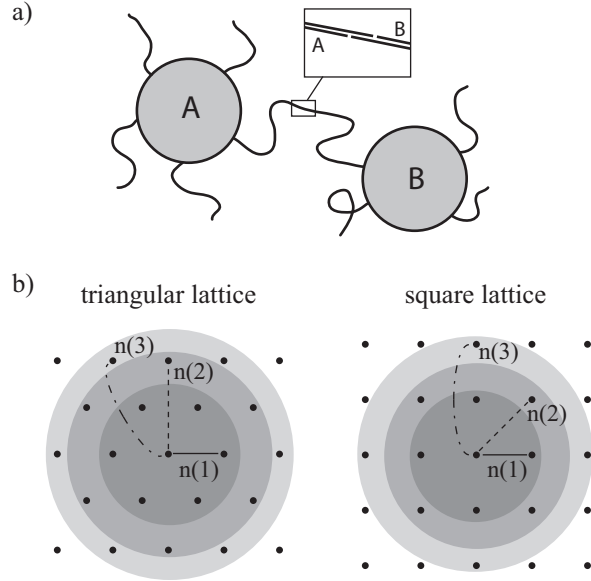 a)
B
A
A
B
b)
triangular lattice
square lattice
n(3)
n(2)
n(1)
n(3)
n(2)
n(1)